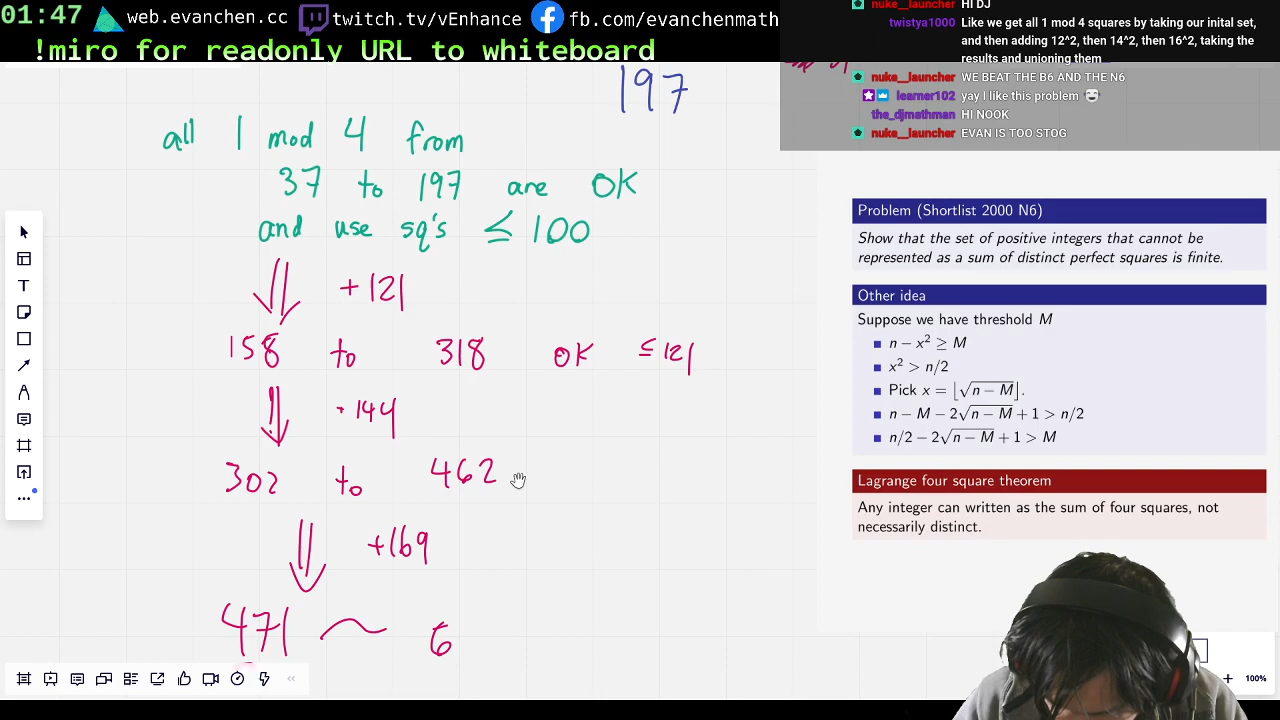 01:47
web.evanchen.cc twitch.tv/vEnhance fb.com/evanchenmath
!miro for readonly URL to whiteboard
nuke__launcher HI DJ
twistya1000 Like we get all 1 mod 4 squares by taking our inital set,
and then adding 12^2, then 14^2, then 16^2, taking the
results and unioning them
nuke__launcher WE BEAT THE B6 AND THE N6
learner102 yay I like this problem
the_djmathman HI NOOK
nuke__launcher EVAN IS TOO STOG
197
all 1 mod 4 from
37 to 197 are OK
and use sq's ≤ 100
+121
158 to 318 OK ≤121
+144
302 to 462
+169
471 ~ 6
Problem (Shortlist 2000 N6)
Show that the set of positive integers that cannot be
represented as a sum of distinct perfect squares is finite.
Other idea
Suppose we have threshold M
n − x² ≥ M
x² > n/2
Pick x = ⌊√(n − M)⌋.
n − M − 2√(n − M) + 1 > n/2
n/2 − 2√(n − M) + 1 > M
Lagrange four square theorem
Any integer can written as the sum of four squares, not
necessarily distinct.
100%